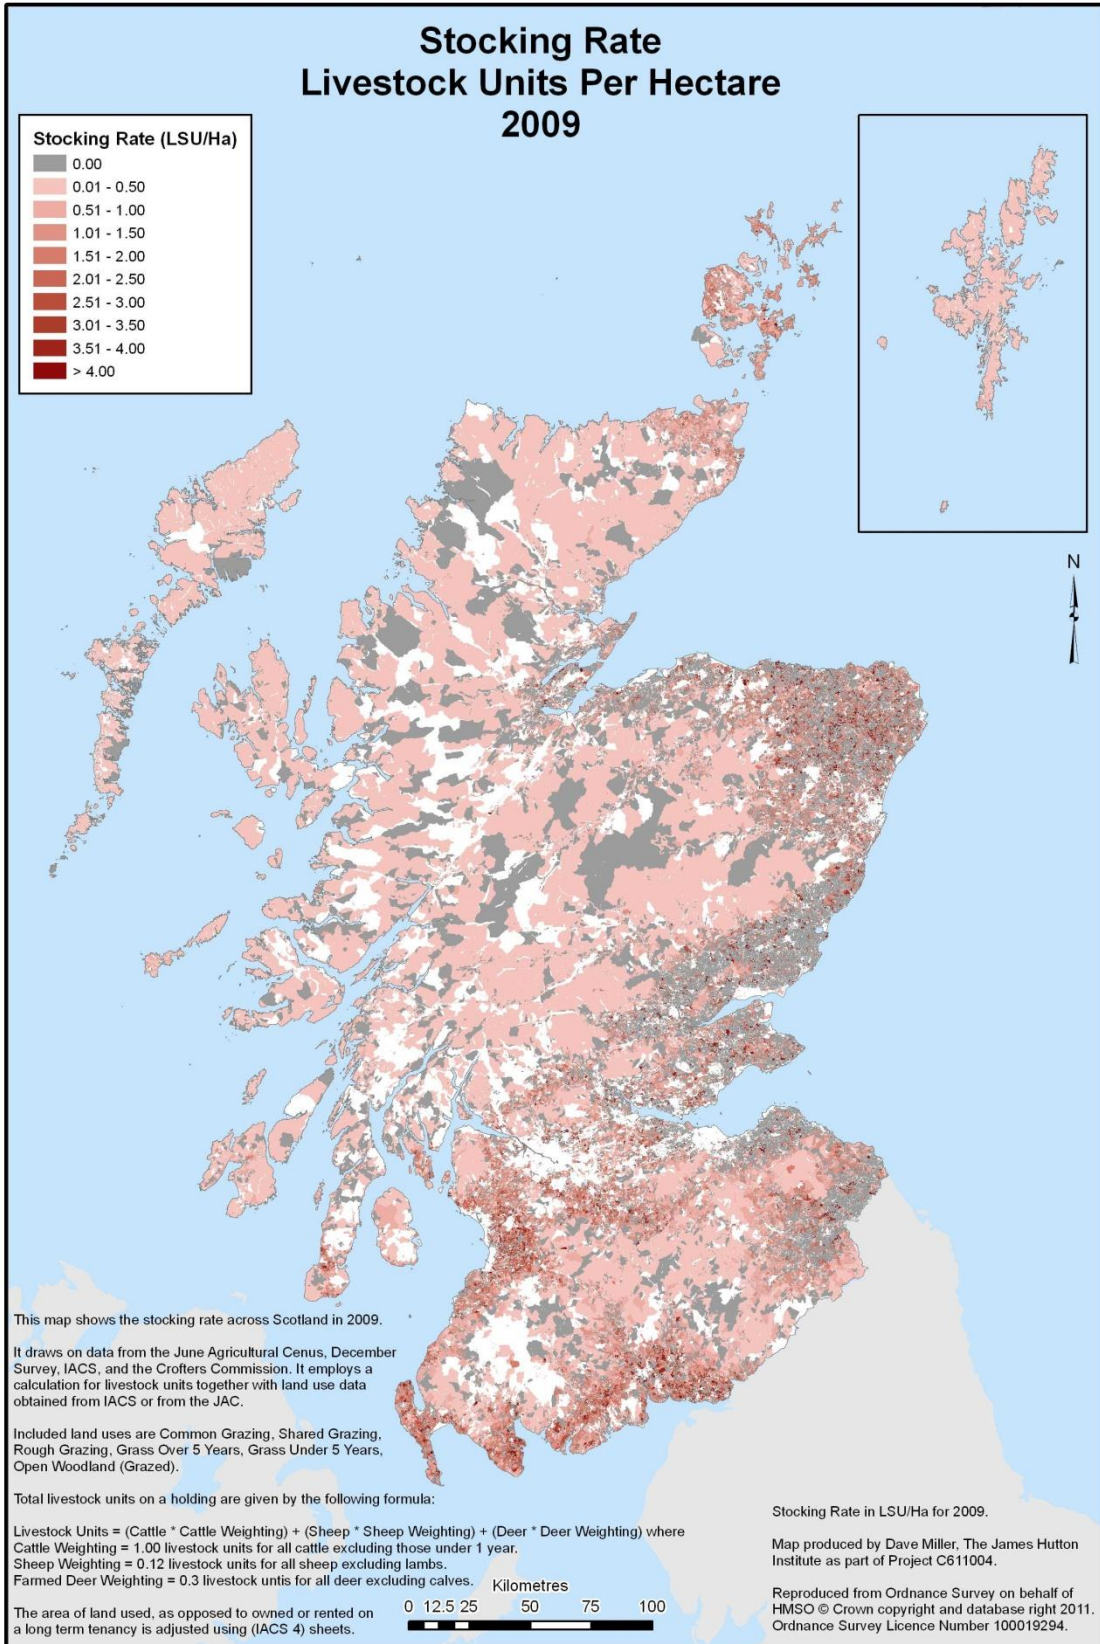 Stocking Rate
Livestock Units Per Hectare
2009
Stocking Rate (LSU/Ha)
0.00
0.01 - 0.50
0.51 - 1.00
1.01 - 1.50
1.51 - 2.00
2.01 - 2.50
2.51 - 3.00
3.01 - 3.50
3.51 - 4.00
> 4.00
N
This map shows the stocking rate across Scotland in 2009.
It draws on data from the June Agricultural Cenus, December
Survey, IACS, and the Crofters Commission. It employs a
calculation for livestock units together with land use data
obtained from IACS or from the JAC.
Included land uses are Common Grazing, Shared Grazing,
Rough Grazing, Grass Over 5 Years, Grass Under 5 Years,
Open Woodland (Grazed).
Total livestock units on a holding are given by the following formula:
Livestock Units = (Cattle * Cattle Weighting) + (Sheep * Sheep Weighting) + (Deer * Deer Weighting) where
Cattle Weighting = 1.00 livestock units for all cattle excluding those under 1 year.
Sheep Weighting = 0.12 livestock units for all sheep excluding lambs.
Farmed Deer Weighting = 0.3 livestock untis for all deer excluding calves.
The area of land used, as opposed to owned or rented on
a long term tenancy is adjusted using (IACS 4) sheets.
Kilometres
0 12.5 25 50 75 100
Stocking Rate in LSU/Ha for 2009.
Map produced by Dave Miller, The James Hutton
Institute as part of Project C611004.
Reproduced from Ordnance Survey on behalf of
HMSO © Crown copyright and database right 2011.
Ordnance Survey Licence Number 100019294.